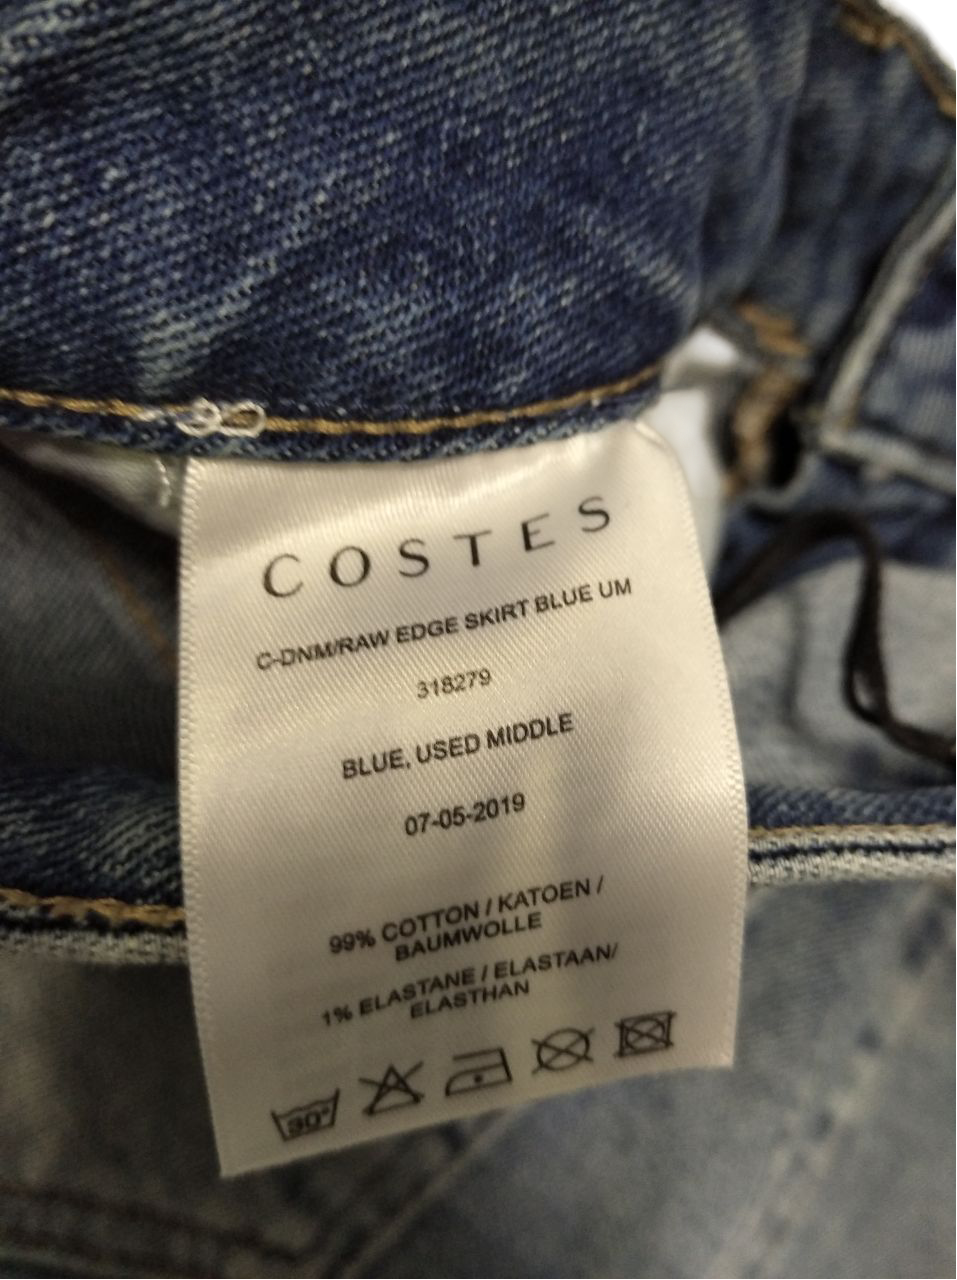 COSTES
C-DNM/RAW EDGE SKIRT BLUE UM
318279
BLUE, USED MIDDLE
07-05-2019
99% COTTON / KATOEN /
BAUMWOLLE
1% ELASTANE / ELASTAAN/
ELASTHAN
30°